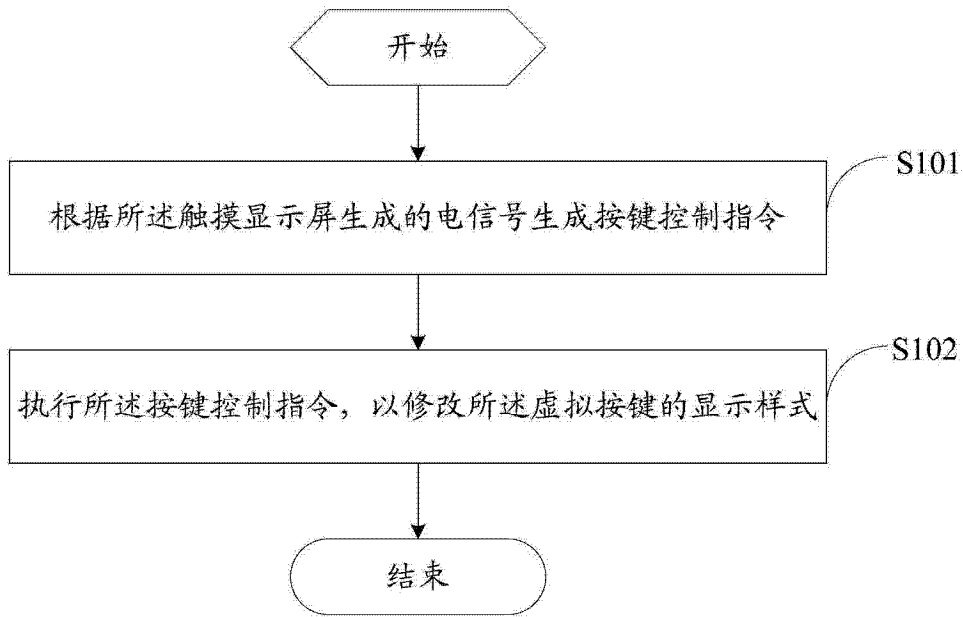 开始
S101
根据所述触摸显示屏生成的电信号生成按键控制指令
S102
执行所述按键控制指令，以修改所述虚拟按键的显示样式
结束